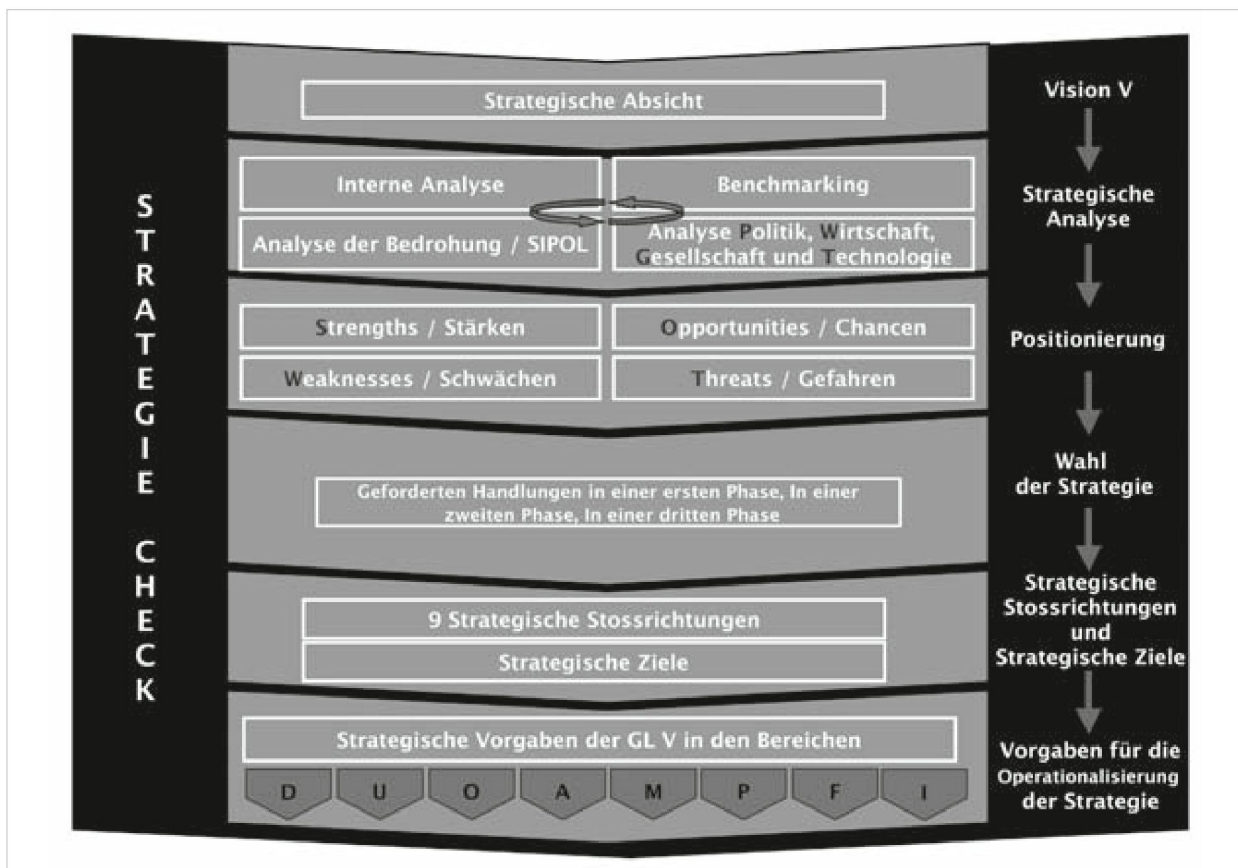 STRATEGIE CHECK
Strategische Absicht
Vision V
Interne Analyse
Benchmarking
Analyse der Bedrohung / SIPOL
Analyse Politik, Wirtschaft,
Gesellschaft und Technologie
Strategische
Analyse
Strengths / Stärken
Opportunities / Chancen
Weaknesses / Schwächen
Threats / Gefahren
Positionierung
Geforderten Handlungen in einer ersten Phase, In einer
zweiten Phase, In einer dritten Phase
Wahl
der Strategie
9 Strategische Stossrichtungen
Strategische Ziele
Strategische
Stossrichtungen
und
Strategische Ziele
Strategische Vorgaben der GL V in den Bereichen
D U O A M P F I
Vorgaben für die
Operationalisierung
der Strategie